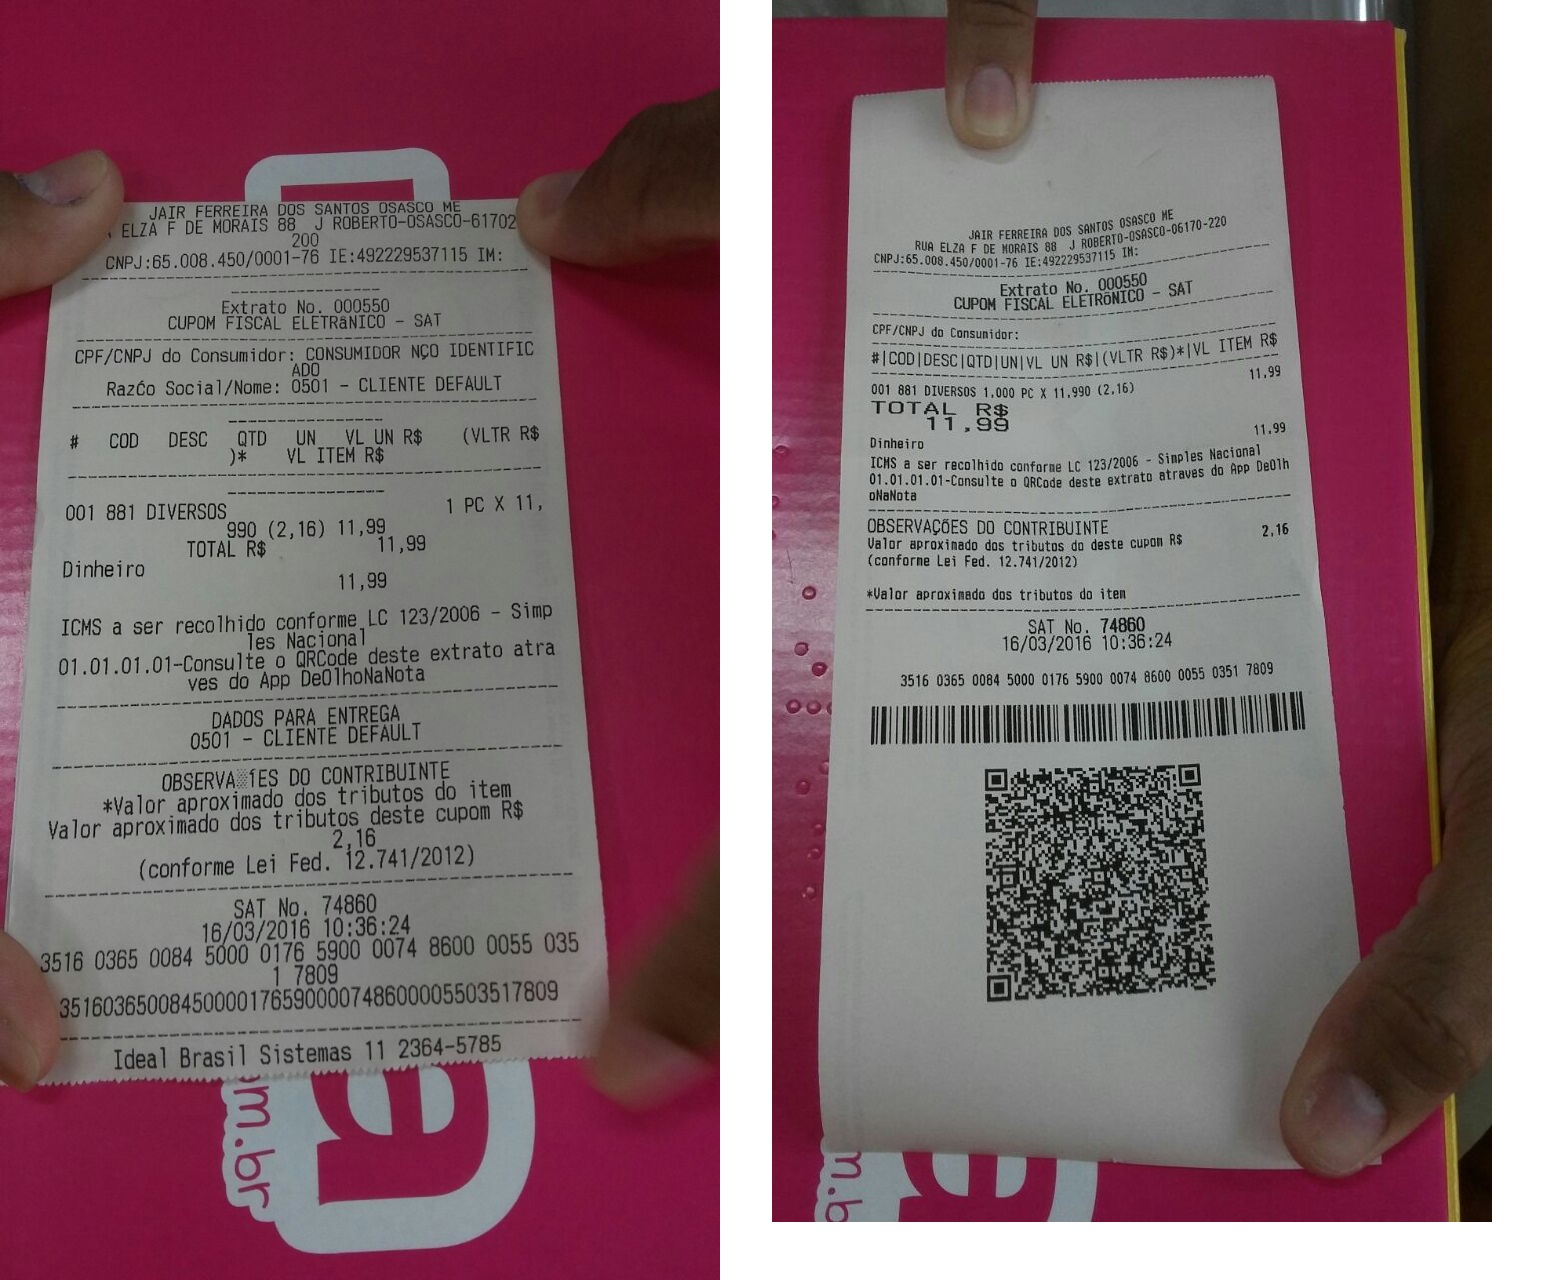 JAIR FERREIRA DOS SANTOS OSASCO ME
ELZA F DE MORAIS 88 J ROBERTO-OSASCO-61702
200
CNPJ:65.008.450/0001-76 IE:492229537115 IM:
Extrato No. 000550
CUPOM FISCAL ELETRâNICO - SAT
CPF/CNPJ do Consumidor: CONSUMIDOR NÇO IDENTIFIC
ADO
Razćo Social/Nome: 0501 - CLIENTE DEFAULT
# COD DESC QTD UN VL UN R$ (VLTR R$
)* VL ITEM R$
001 881 DIVERSOS 1 PC X 11,
990 (2,16) 11,99
TOTAL R$ 11,99
Dinheiro
11,99
ICMS a ser recolhido conforme LC 123/2006 - Simp
les Nacional
01.01.01.01-Consulte o QRCode deste extrato atra
ves do App DeOlhoNaNota
DADOS PARA ENTREGA
0501 - CLIENTE DEFAULT
OBSERVA░ÍES DO CONTRIBUINTE
*Valor aproximado dos tributos do item
Valor aproximado dos tributos deste cupom R$
2,16
(conforme Lei Fed. 12.741/2012)
SAT No. 74860
16/03/2016 10:36:24
3516 0365 0084 5000 0176 5900 0074 8600 0055 035
1 7809
35160365008450000176590000748600005503517809
Ideal Brasil Sistemas 11 2364-5785
m.br
JAIR FERREIRA DOS SANTOS OSASCO ME
RUA ELZA F DE MORAIS 88 J ROBERTO-OSASCO-06170-220
CNPJ:65.008.450/0001-76 IE:492229537115 IM:
Extrato No. 000550
CUPOM FISCAL ELETRôNICO - SAT
CPF/CNPJ do Consumidor:
#|COD|DESC|QTD|UN|VL UN R$|(VLTR R$)*|VL ITEM R$
11,99
001 881 DIVERSOS 1,000 PC X 11,990 (2,16)
TOTAL R$
11,99
11,99
Dinheiro
ICMS a ser recolhido conforme LC 123/2006 - Simples Nacional
01.01.01.01-Consulte o QRCode deste extrato atraves do App DeOlh
oNaNota
OBSERVAÇõES DO CONTRIBUINTE
Valor aproximado dos tributos do deste cupom R$ 2,16
(conforme Lei Fed. 12.741/2012)
*Valor aproximado dos tributos do item
SAT No. 74860
16/03/2016 10:36:24
3516 0365 0084 5000 0176 5900 0074 8600 0055 0351 7809
m.b